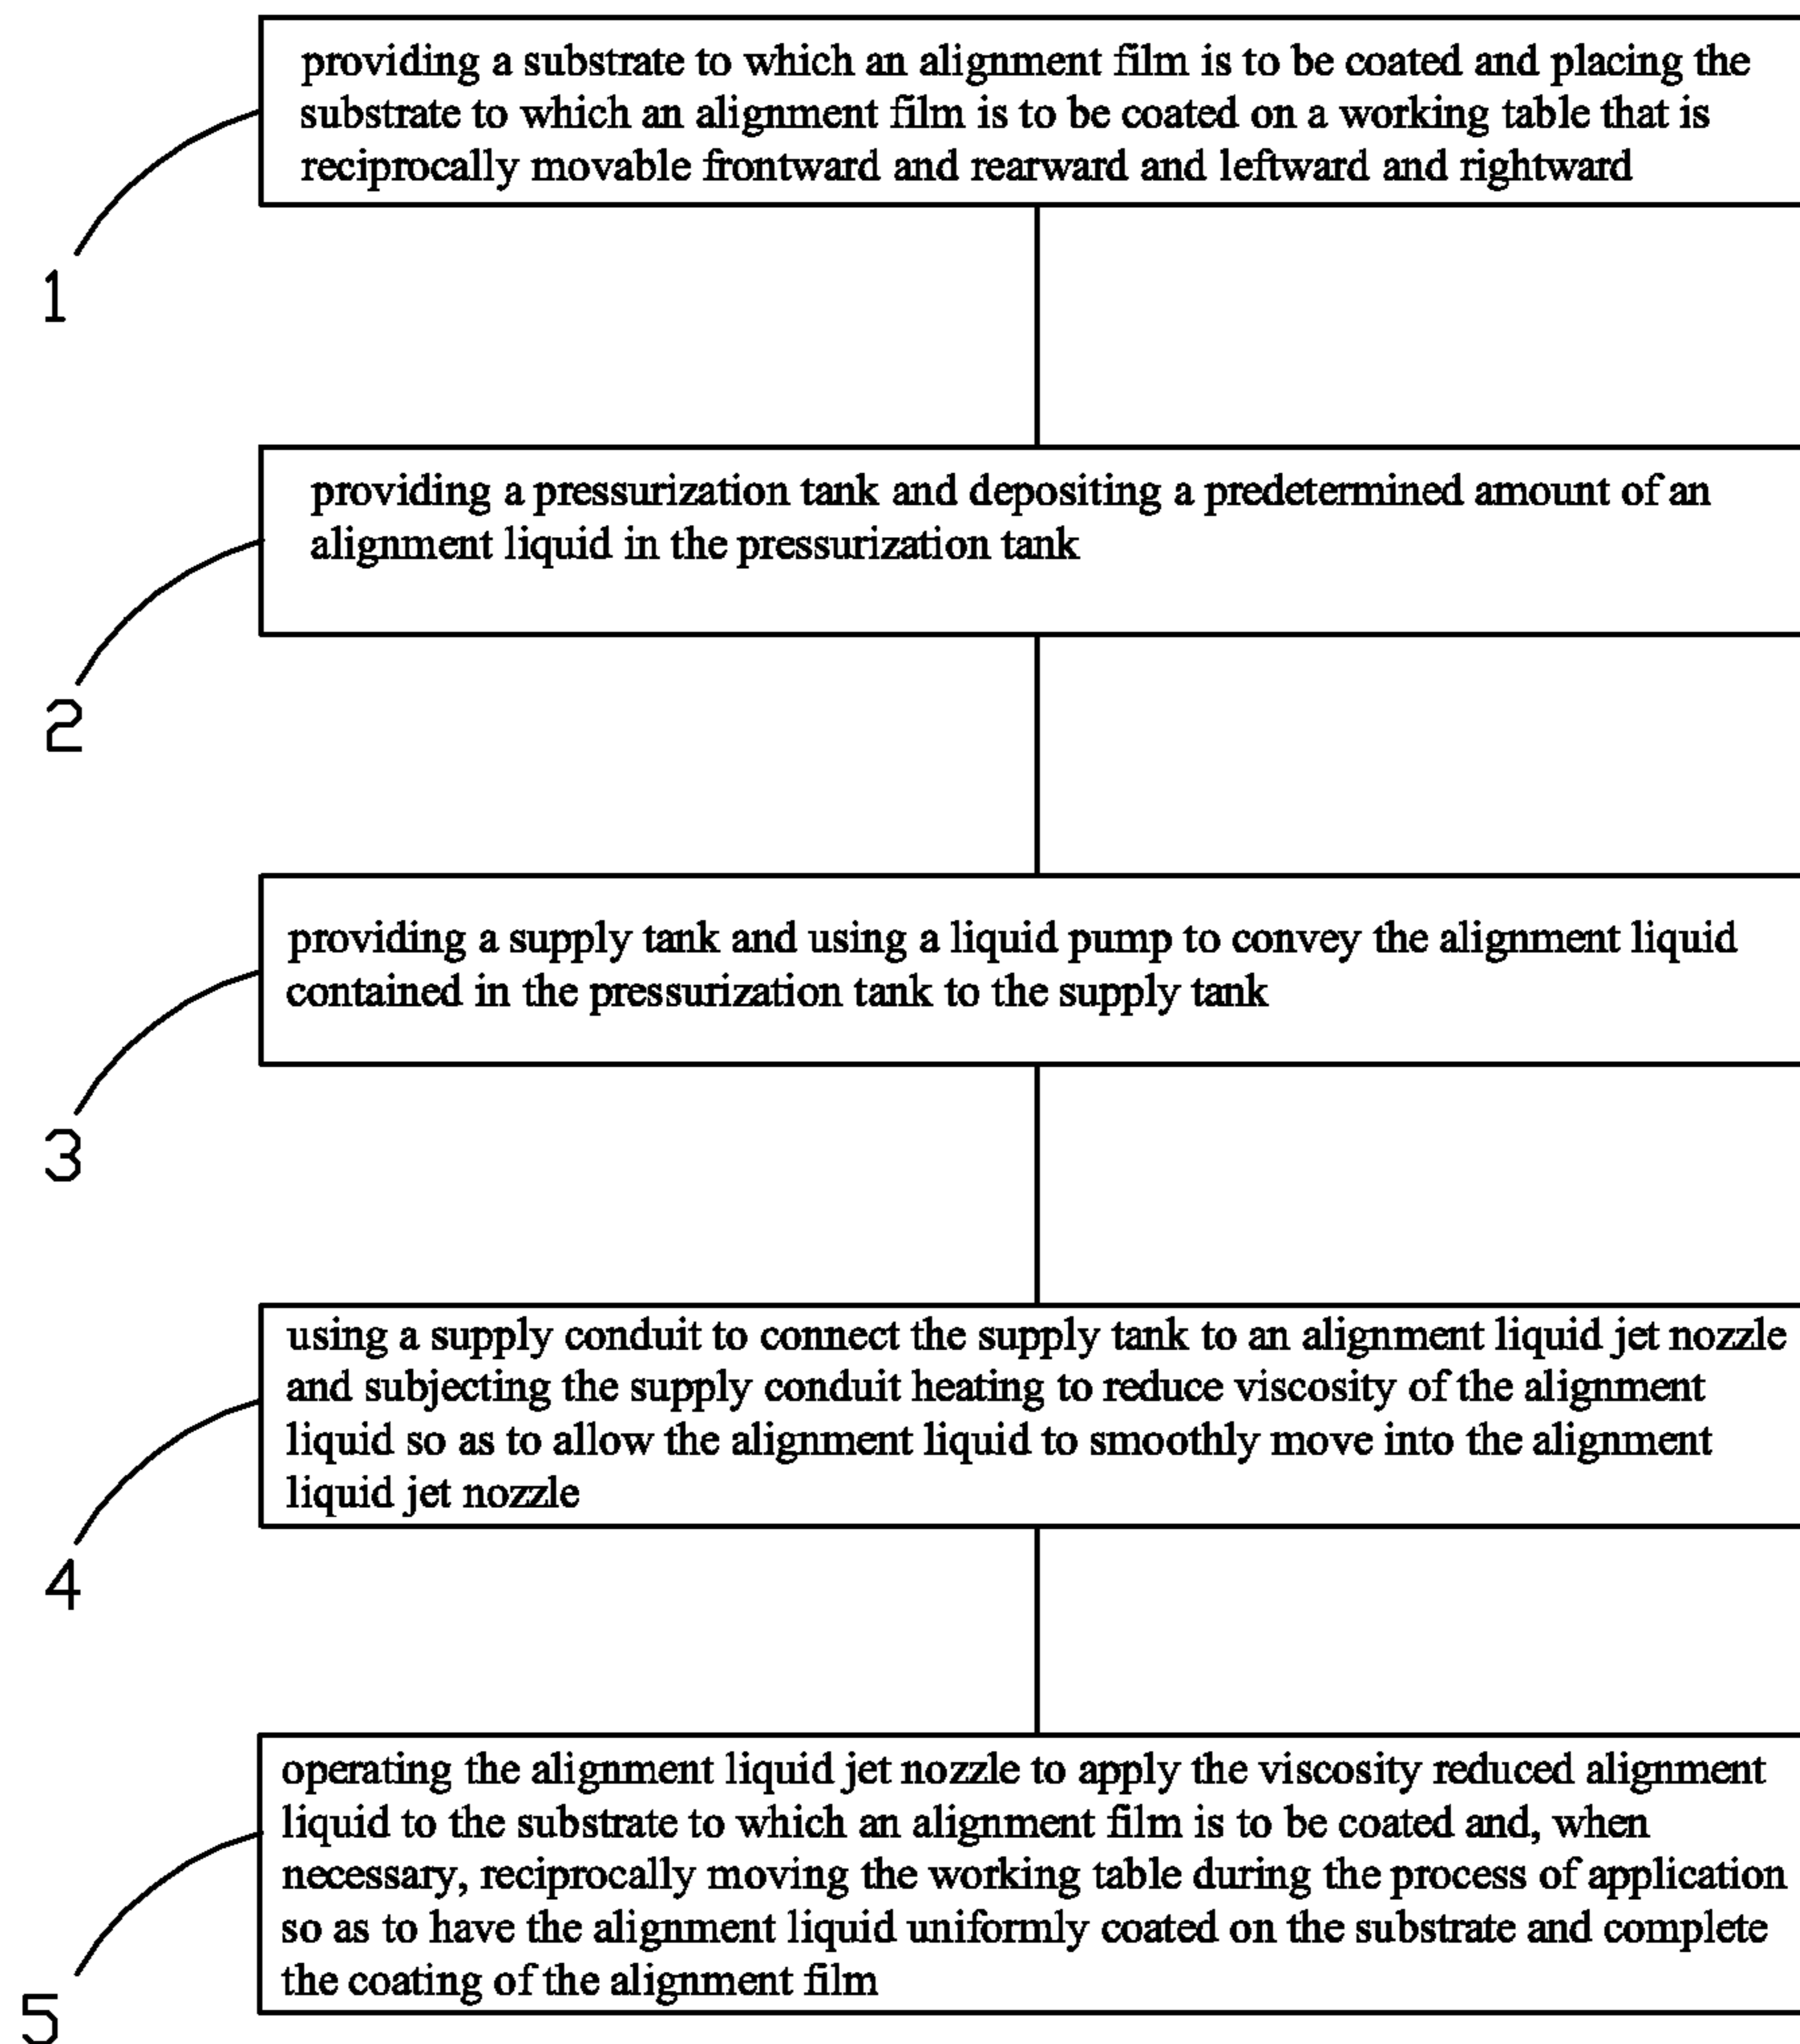 providing a substrate to which an alignment film is to be coated and placing the
substrate to which an alignment film is to be coated on a working table that is
reciprocally movable frontward and rearward and leftward and rightward
1
providing a pressurization tank and depositing a predetermined amount of an
alignment liquid in the pressurization tank
2
providing a supply tank and using a liquid pump to convey the alignment liquid
contained in the pressurization tank to the supply tank
3
using a supply conduit to connect the supply tank to an alignment liquid jet nozzle
and subjecting the supply conduit heating to reduce viscosity of the alignment
liquid so as to allow the alignment liquid to smoothly move into the alignment
liquid jet nozzle
4
operating the alignment liquid jet nozzle to apply the viscosity reduced alignment
liquid to the substrate to which an alignment film is to be coated and, when
necessary, reciprocally moving the working table during the process of application
so as to have the alignment liquid uniformly coated on the substrate and complete
the coating of the alignment film
5